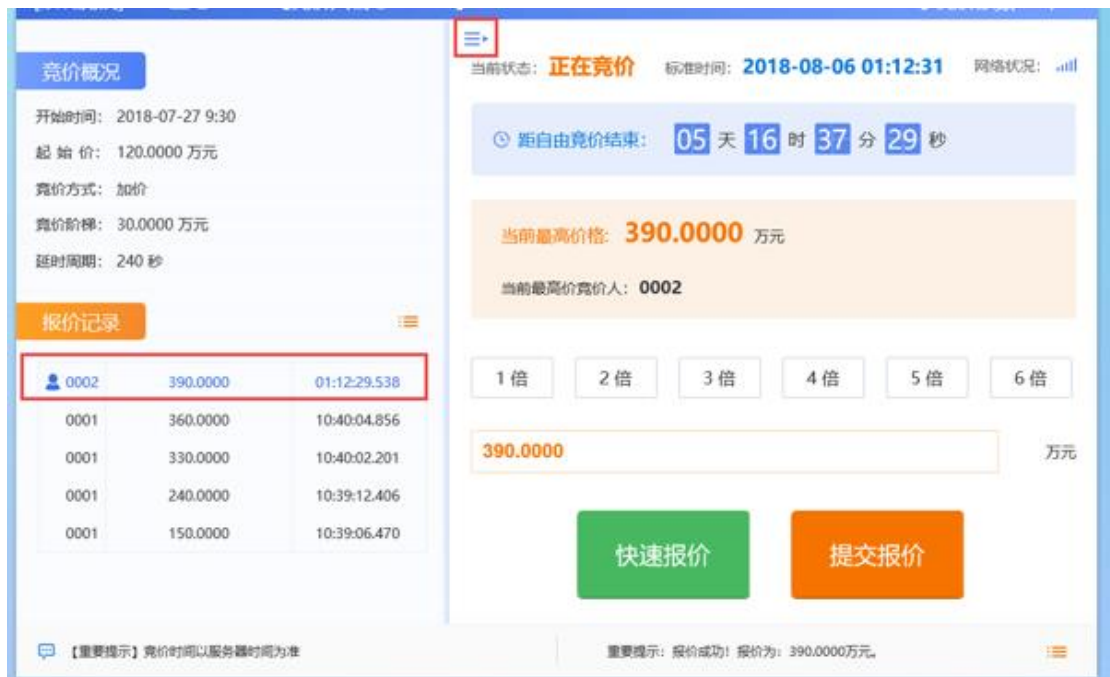 竞价概况
开始时间： 2018-07-27 9:30
起 始 价： 120.0000 万元
竞价方式： 加价
竞价阶梯： 30.0000 万元
延时周期： 240 秒
报价记录
0002 390.0000 01:12:29.538
0001 360.0000 10:40:04.856
0001 330.0000 10:40:02.201
0001 240.0000 10:39:12.406
0001 150.0000 10:39:06.470
当前状态： 正在竞价 标准时间： 2018-08-06 01:12:31 网络状况：
距自由竞价结束： 05 天 16 时 37 分 29 秒
当前最高价格: 390.0000 万元
当前最高价竞价人： 0002
1 倍 2 倍 3 倍 4 倍 5 倍 6 倍
390.0000 万元
快速报价 提交报价
【重要提示】竞价时间以服务器时间为准
重要提示：报价成功！报价为：390.0000万元。